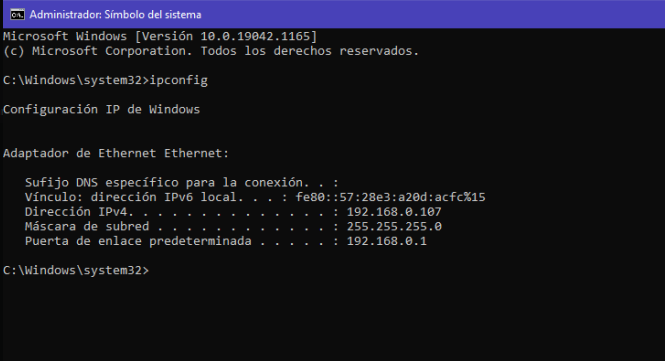 Administrador: Símbolo del sistema
Microsoft Windows [Versión 10.0.19042.1165]
(c) Microsoft Corporation. Todos los derechos reservados.
C:\Windows\system32>ipconfig
Configuración IP de Windows
Adaptador de Ethernet Ethernet:
Sufijo DNS específico para la conexión. . :
Vínculo: dirección IPv6 local. . . : fe80::57:28e3:a20d:acfc%15
Dirección IPv4. . . . . . . . . . . . . . : 192.168.0.107
Máscara de subred . . . . . . . . . . . . : 255.255.255.0
Puerta de enlace predeterminada . . . . . : 192.168.0.1
C:\Windows\system32>